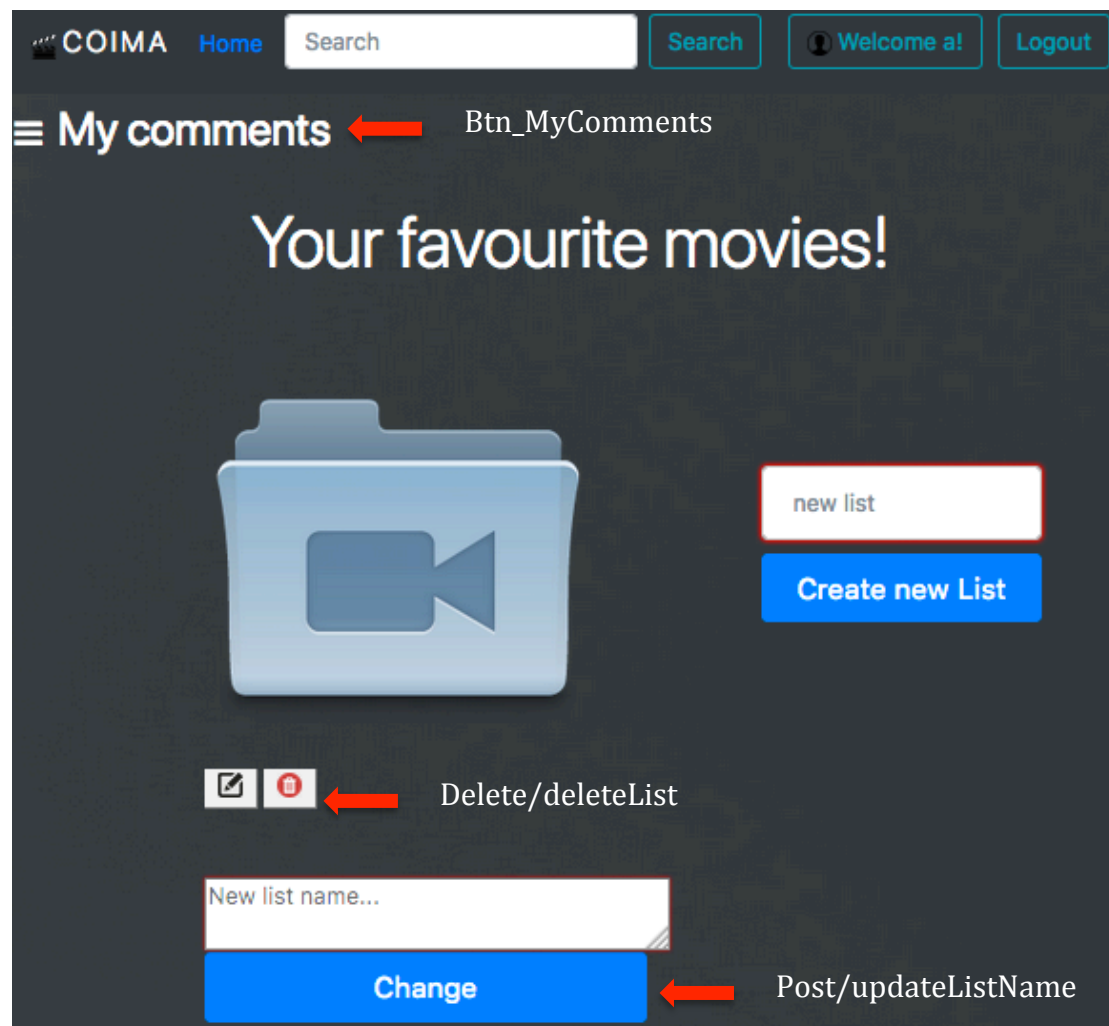 COIMA Home Search Search Welcome a! Logout
My comments Btn_MyComments
Your favourite movies!
new list
Create new List
Delete/deleteList
New list name...
Change Post/updateListName